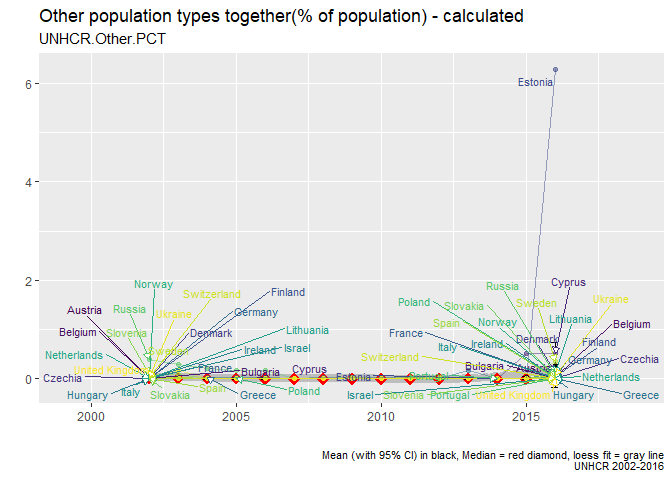 Other population types together(% of population) - calculated
UNHCR.Other.PCT
6
4
2
0
Estonia
Norway
Switzerland
Finland
Austria
Russia
Ukraine
Germany
Belgium
Slovenia
Denmark
Lithuania
Netherlands
Sweden
Ireland
Israel
United Kingdom
France
Bulgaria
Cyprus
Czechia
Hungary
Italy
Slovakia
Spain
Greece
Poland
Cyprus
Russia
Poland
Slovakia
Sweden
Ukraine
Spain
Norway
Lithuania
Belgium
France
Italy
Ireland
Denmark
Finland
Switzerland
Germany
Czechia
Bulgaria
Austria
Estonia
Netherlands
Israel
Slovenia
Portugal
United Kingdom
Hungary
Greece
2000
2005
2010
2015
Mean (with 95% CI) in black, Median = red diamond, loess fit = gray line
UNHCR 2002-2016